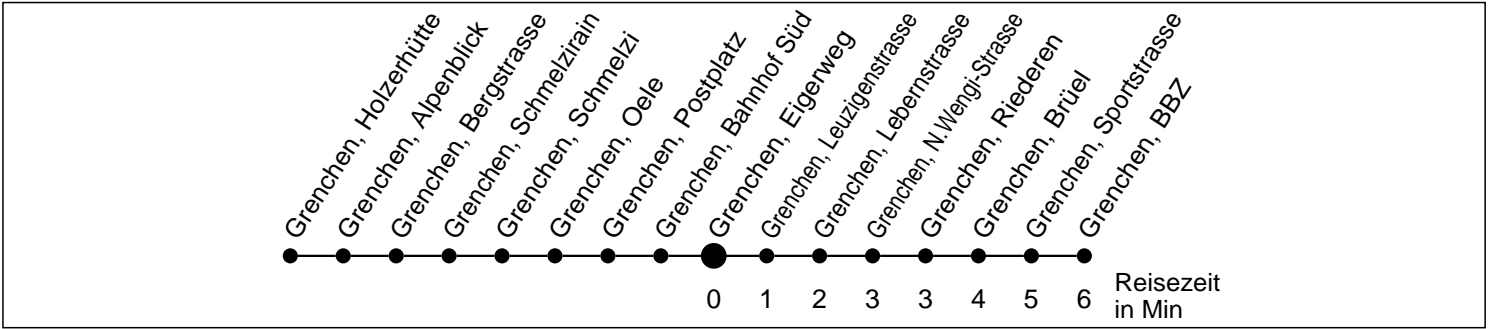 Grenchen, Holzerhütte
Grenchen, Alpenblick
Grenchen, Bergstrasse
Grenchen, Schmelzirain
Grenchen, Schmelzi
Grenchen, Oele
Grenchen, Postplatz
Grenchen, Bahnhof Süd
Grenchen, Eigerweg
Grenchen, Leuzigenstrasse
Grenchen, Lebernstrasse
Grenchen, N.Wengi-Strasse
Grenchen, Riederen
Grenchen, Brüel
Grenchen, Sportstrasse
Grenchen, BBZ
0 1 2 3 3 4 5 6
Reisezeit
in Min